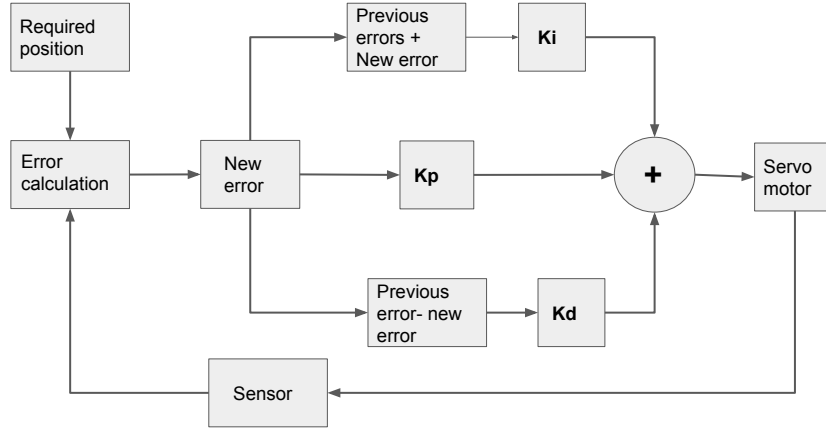 Required
position
Previous
errors +
New error
Ki
Error
calculation
New
error
Kp
+
Servo
motor
Previous
error- new
error
Kd
Sensor